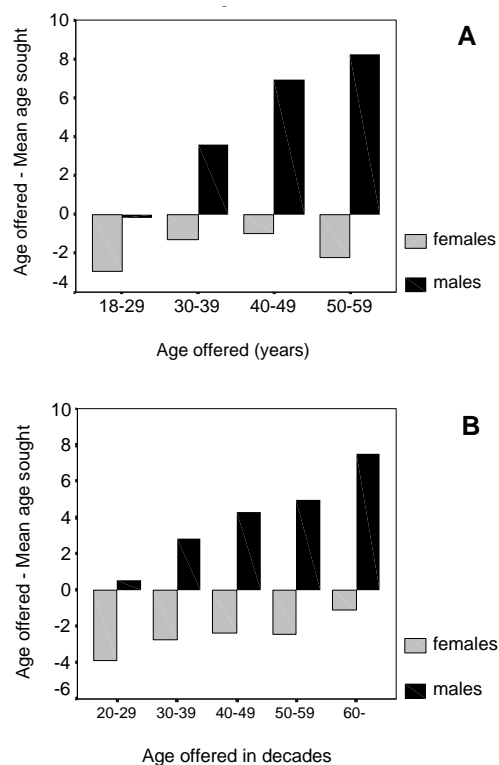 A
Age offered - Mean age sought
10
8
6
4
2
0
-2
-4
18-29 30-39 40-49 50-59
Age offered (years)
females
males
B
Age offered - Mean age sought
10
8
6
4
2
0
-2
-4
-6
20-29 30-39 40-49 50-59 60-
Age offered in decades
females
males